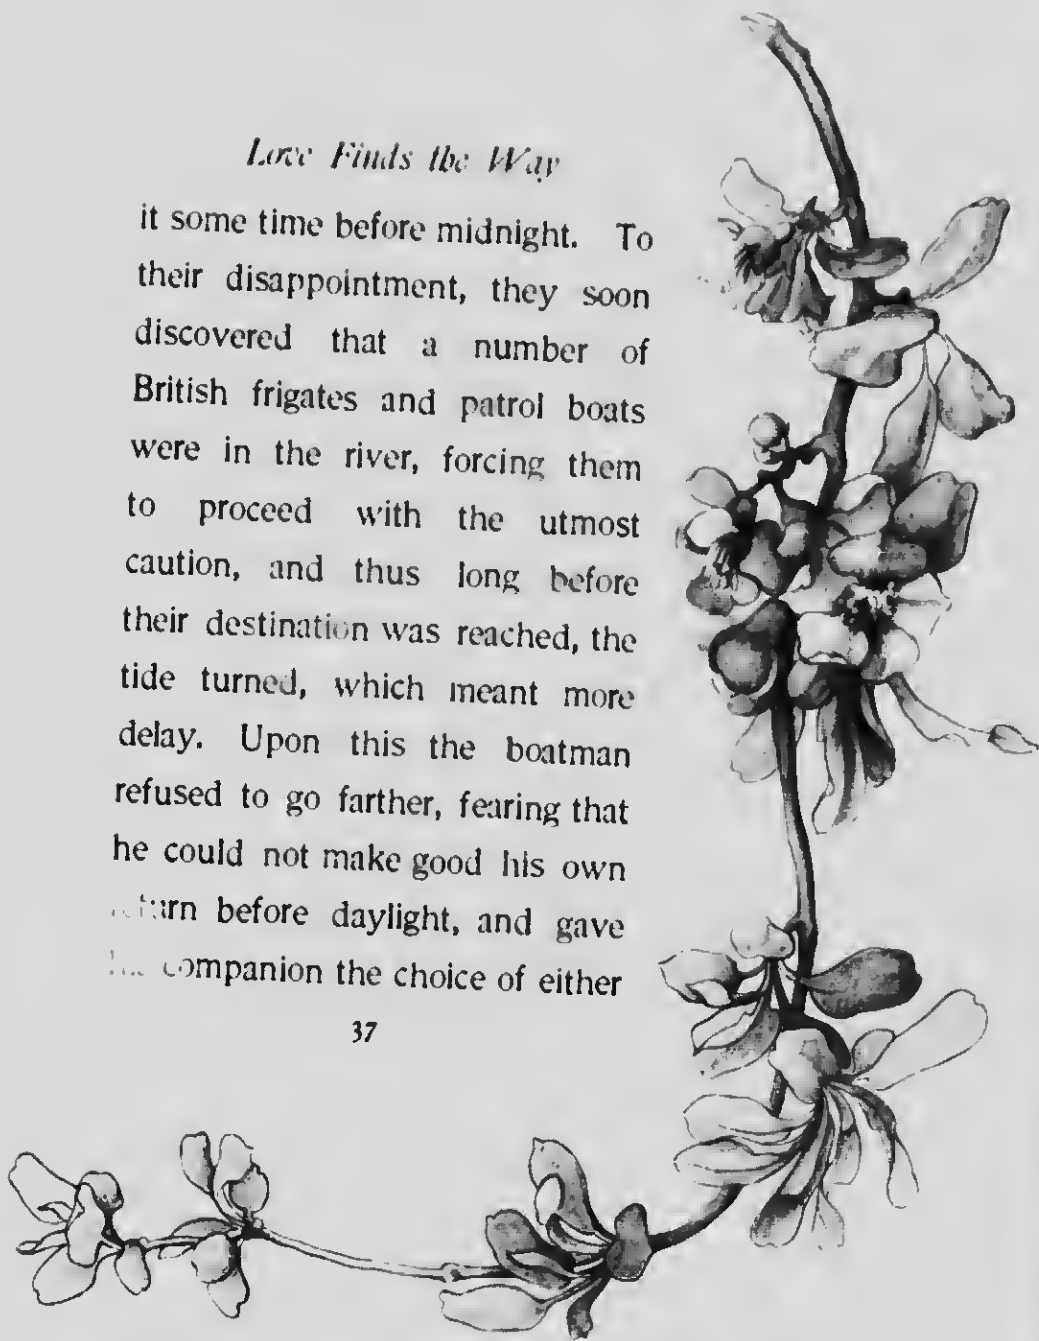 Love Finds the Way
it some time before midnight. To
their disappointment, they soon
discovered that a number of
British frigates and patrol boats
were in the river, forcing them
to proceed with the utmost
caution, and thus long before
their destination was reached, the
tide turned, which meant more
delay. Upon this the boatman
refused to go farther, fearing that
he could not make good his own
return before daylight, and gave
companion the choice of either
37